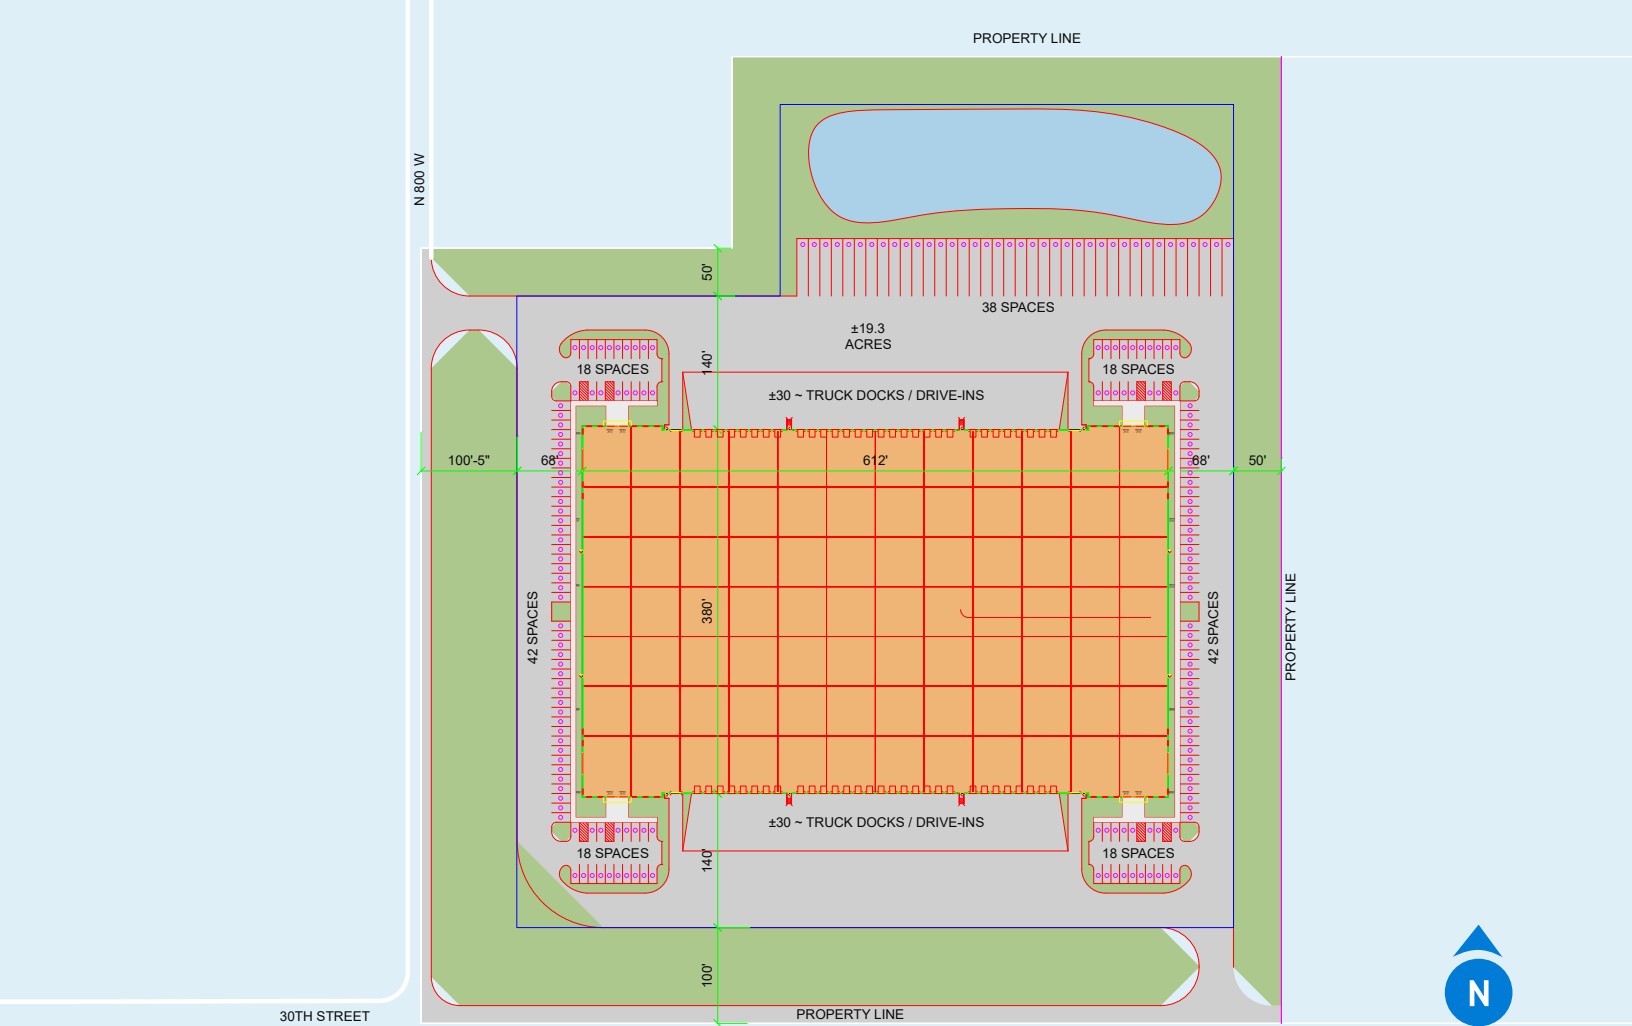 PROPERTY LINE
N 800 W
50'
38 SPACES
±19.3
ACRES
140'
18 SPACES
18 SPACES
±30 ~ TRUCK DOCKS / DRIVE-INS
100'-5"
68'
612'
68'
50'
380'
42 SPACES
42 SPACES
PROPERTY LINE
±30 ~ TRUCK DOCKS / DRIVE-INS
18 SPACES
18 SPACES
140'
100'
N
30TH STREET
PROPERTY LINE